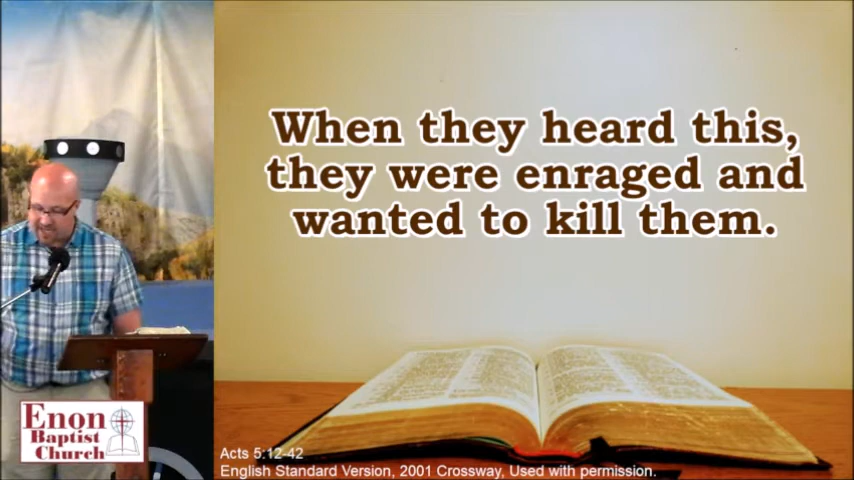 When they heard this,
they were enraged and
wanted to kill them.
Enon
Baptist
Church
Acts 5:12-42
English Standard Version, 2001 Crossway, Used with permission.